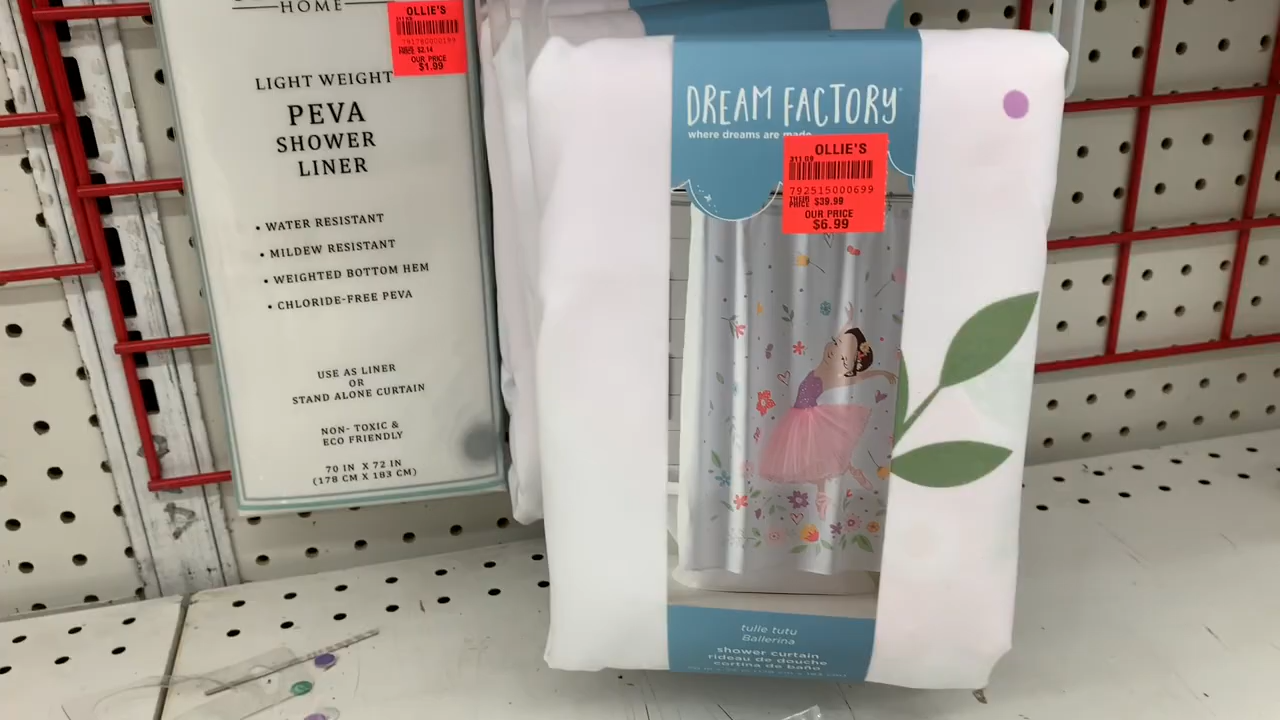 HOME
OLLIE'S
OUR PRICE
$1.99
LIGHT WEIGHT
PEVA
SHOWER
LINER
• WATER RESISTANT
• MILDEW RESISTANT
• WEIGHTED BOTTOM HEM
• CHLORIDE-FREE PEVA
USE AS LINER
OR
STAND ALONE CURTAIN
NON- TOXIC &
ECO FRIENDLY
70 IN X 72 IN
(178 CM X 183 CM)
DREAM FACTORY
where dreams are made
OLLIE'S
792515000699
THEIR PRICE $39.99
OUR PRICE
$6.99
tulle tutu
Ballerina
shower curtain
rideau de douche
cortina de baño